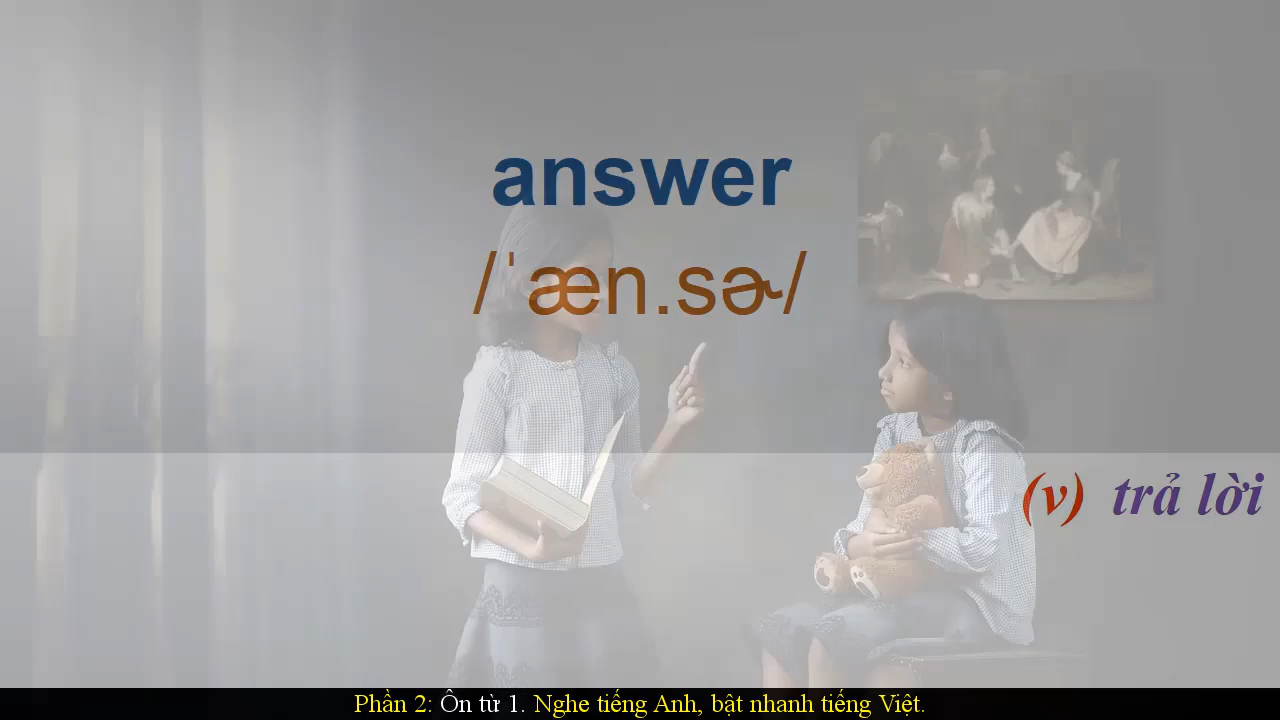 answer
/ˈæn.sɚ/
(v) trả lời
Phần 2: Ôn từ 1. Nghe tiếng Anh, bật nhanh tiếng Việt.